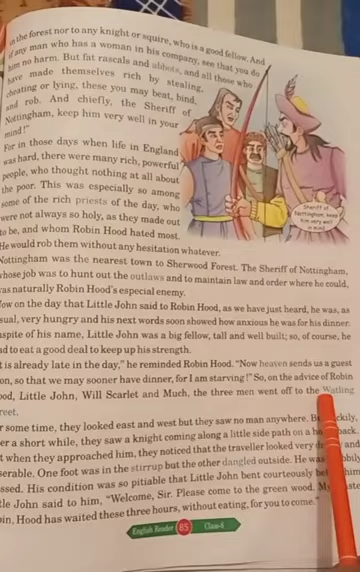 the forest nor to any knight or squire, who is a good fellow. And
any man who has a woman in his company, see that you do
no harm. But fat rascals and abbots, and all those who
have made themselves rich by stealing,
cheating or lying, these you may beat, bind,
and rob. And chiefly, the Sheriff of
Nottingham, keep him very well in your
mind!"
For in those days when life in England
was hard, there were many rich, powerful
people, who thought nothing at all about
the poor. This was especially so among
some of the rich priests of the day, who
were not always so holy, as they made out
to be, and whom Robin Hood hated most.
He would rob them without any hesitation whatever.
Sheriff of
Nottingham, keep
him very well
in mind
Nottingham was the nearest town to Sherwood Forest. The Sheriff of Nottingham,
whose job was to hunt out the outlaws and to maintain law and order where he could,
was naturally Robin Hood's especial enemy.
Now on the day that Little John said to Robin Hood, as we have just heard, he was, as
usual, very hungry and his next words soon showed how anxious he was for his dinner.
spite of his name, Little John was a big fellow, tall and well built; so, of course, he
had to eat a good deal to keep up his strength.
t is already late in the day," he reminded Robin Hood. "Now heaven sends us a guest
on, so that we may sooner have dinner, for I am starving!" So, on the advice of Robin
ood, Little John, Will Scarlet and Much, the three men went off to the Watling
reet.
r some time, they looked east and west but they saw no man anywhere.
er a short while, they saw a knight coming along a little side path on a back.
t when they approached him, they noticed that the traveller looked very and
serable. One foot was in the stirrup but the other dangled outside. He was
ssed. His condition was so pitiable that Little John bent courteously him
tle John said to him, "Welcome, Sir. Please come to the green wood.
in, Hood has waited these three hours, without eating, for you to come."
English Reader 85 Class-6